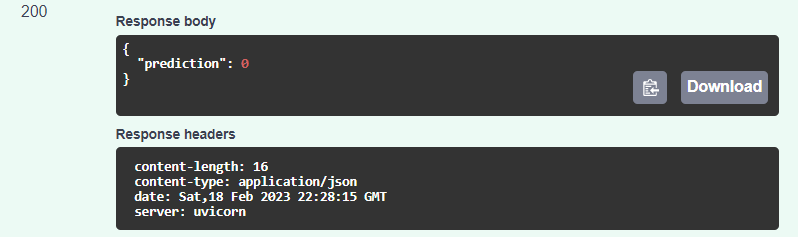 200
Response body
{
  "prediction": 0
}
Download
Response headers
content-length: 16
content-type: application/json
date: Sat,18 Feb 2023 22:28:15 GMT
server: uvicorn